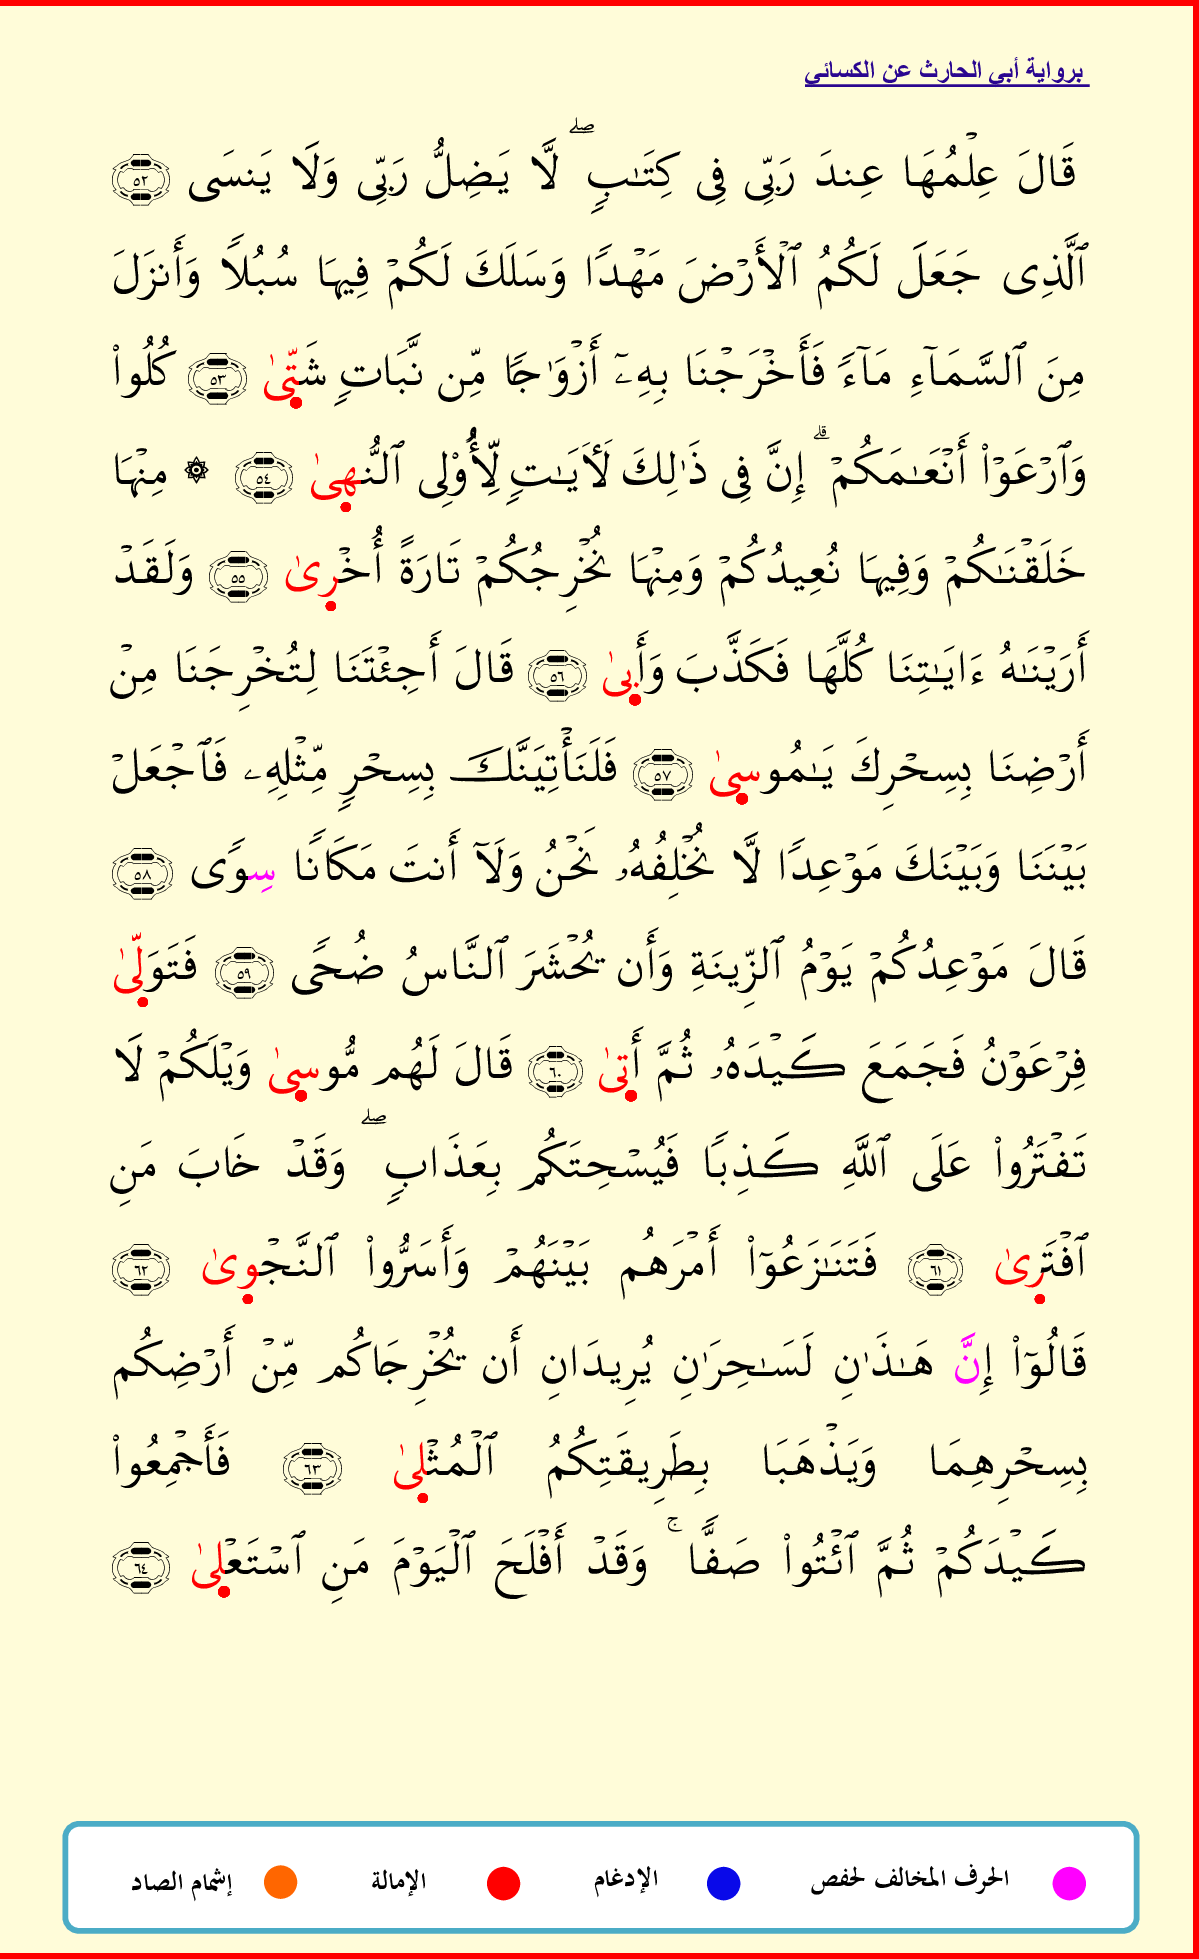 برواية أبي الحارث عن الكسائي
قَالَ عِلْمُهَا عِندَ رَبِّى فِى كِتَـٰبٍۖ لَّا يَضِلُّ رَبِّى وَلَا يَنسَى ٥٢
ٱلَّذِى جَعَلَ لَكُمُ ٱلْأَرْضَ مَهْدًا وَسَلَكَ لَكُمْ فِيهَا سُبُلًا وَأَنزَلَ
مِنَ ٱلسَّمَآءِ مَآءً فَأَخْرَجْنَا بِهِۦٓ أَزْوَٰجًا مِّن نَّبَاتٍ شَتِّىٰ ٥٣ كُلُوا۟
وَٱرْعَوْا۟ أَنْعَـٰمَكُمْۗ إِنَّ فِى ذَٰلِكَ لَـَٔايَـٰتٍ لِّأُو۟لِى ٱلنُّهِىٰ ٥٤ ۞ مِنْهَا
خَلَقْنَـٰكُمْ وَفِيهَا نُعِيدُكُمْ وَمِنْهَا نُخْرِجُكُمْ تَارَةً أُخْرِىٰ ٥٥ وَلَقَدْ
أَرَيْنَـٰهُ ءَايَـٰتِنَا كُلَّهَا فَكَذَّبَ وَأَبِىٰ ٥٦ قَالَ أَجِئْتَنَا لِتُخْرِجَنَا مِنْ
أَرْضِنَا بِسِحْرِكَ يَـٰمُوسِىٰ ٥٧ فَلَنَأْتِيَنَّكَ بِسِحْرٍ مِّثْلِهِۦ فَٱجْعَلْ
بَيْنَنَا وَبَيْنَكَ مَوْعِدًا لَّا نُخْلِفُهُۥ نَحْنُ وَلَآ أَنتَ مَكَانًا سِوًى ٥٨
قَالَ مَوْعِدُكُمْ يَوْمُ ٱلزِّينَةِ وَأَن يُحْشَرَ ٱلنَّاسُ ضُحًى ٥٩ فَتَوَلِّىٰ
فِرْعَوْنُ فَجَمَعَ كَيْدَهُۥ ثُمَّ أَتِىٰ ٦٠ قَالَ لَهُم مُّوسِىٰ وَيْلَكُمْ لَا
تَفْتَرُوا۟ عَلَى ٱللَّهِ كَذِبًا فَيُسْحِتَكُم بِعَذَابٍۖ وَقَدْ خَابَ مَنِ
ٱفْتَرِىٰ ٦١ فَتَنَـٰزَعُوٓا۟ أَمْرَهُم بَيْنَهُمْ وَأَسَرُّوا۟ ٱلنَّجْوِىٰ ٦٢
قَالُوٓا۟ إِنَّ هَـٰذَٰنِ لَسَـٰحِرَٰنِ يُرِيدَانِ أَن يُخْرِجَاكُم مِّنْ أَرْضِكُم
بِسِحْرِهِمَا وَيَذْهَبَا بِطَرِيقَتِكُمُ ٱلْمُثْلِىٰ ٦٣ فَأَجْمِعُوا۟
كَيْدَكُمْ ثُمَّ ٱئْتُوا۟ صَفًّاۚ وَقَدْ أَفْلَحَ ٱلْيَوْمَ مَنِ ٱسْتَعْلِىٰ ٦٤
الحرف المخالف لحفص الإدغام الإمالة إشمام الصاد